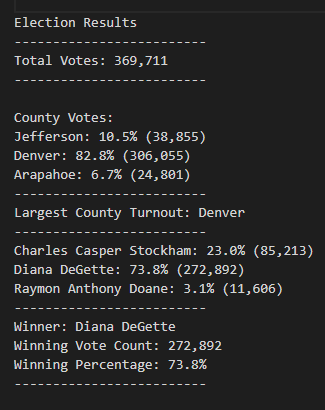 Election Results
-------------------------
Total Votes: 369,711
-------------------------
County Votes:
Jefferson: 10.5% (38,855)
Denver: 82.8% (306,055)
Arapahoe: 6.7% (24,801)
-------------------------
Largest County Turnout: Denver
-------------------------
Charles Casper Stockham: 23.0% (85,213)
Diana DeGette: 73.8% (272,892)
Raymon Anthony Doane: 3.1% (11,606)
-------------------------
Winner: Diana DeGette
Winning Vote Count: 272,892
Winning Percentage: 73.8%
-------------------------